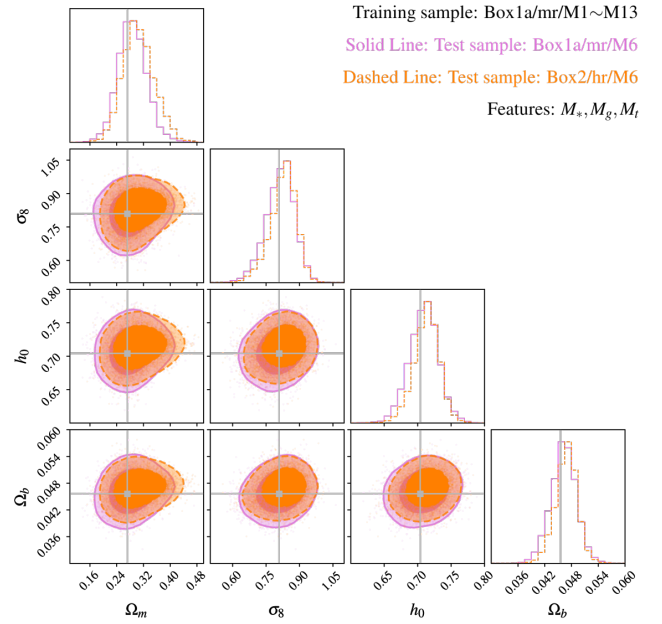 Training sample: Box1a/mr/M1∼M13
Solid Line: Test sample: Box1a/mr/M6
Dashed Line: Test sample: Box2/hr/M6
Features: M*, Mg, Mt
σ8
1.05
0.90
0.75
0.60
h0
0.80
0.75
0.70
0.65
Ωb
0.060
0.054
0.048
0.042
0.036
0.16
0.24
0.32
0.40
0.48
Ωm
0.60
0.75
0.90
1.05
σ8
0.65
0.70
0.75
0.80
h0
0.036
0.042
0.048
0.054
0.060
Ωb